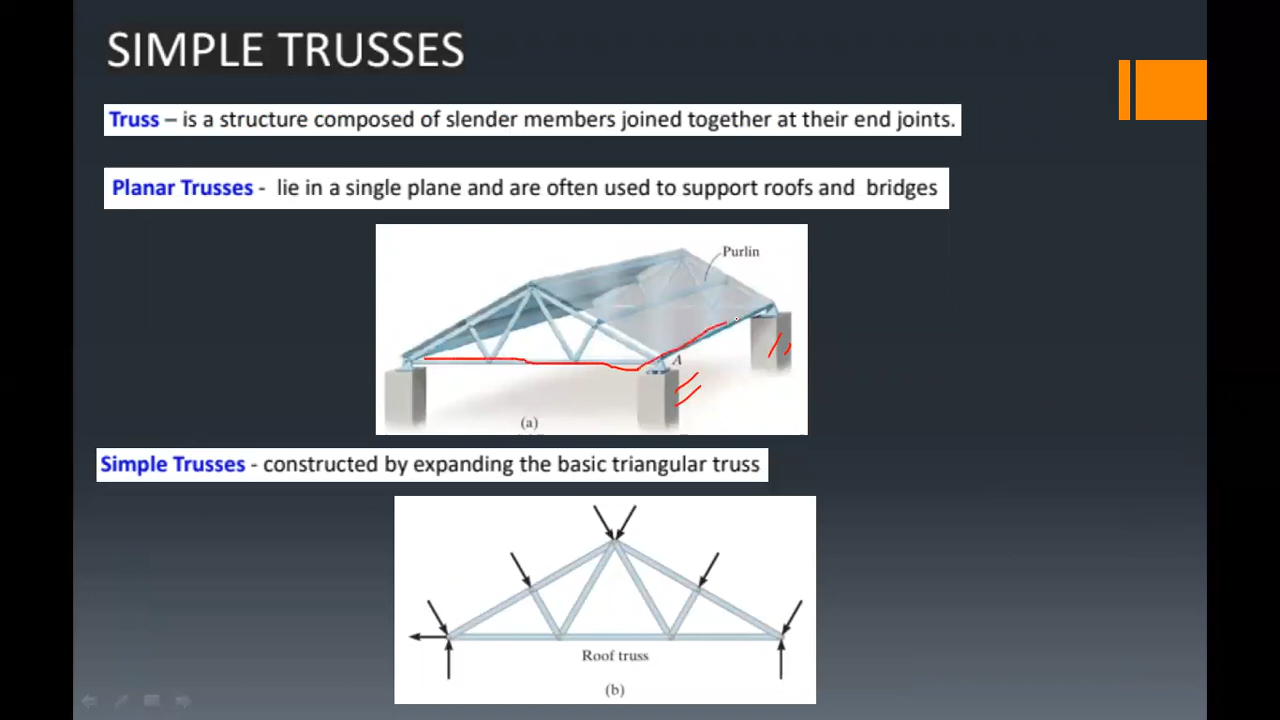 SIMPLE TRUSSES
Truss – is a structure composed of slender members joined together at their end joints.
Planar Trusses - lie in a single plane and are often used to support roofs and bridges
Purlin
A
(a)
Simple Trusses - constructed by expanding the basic triangular truss
Roof truss
(b)